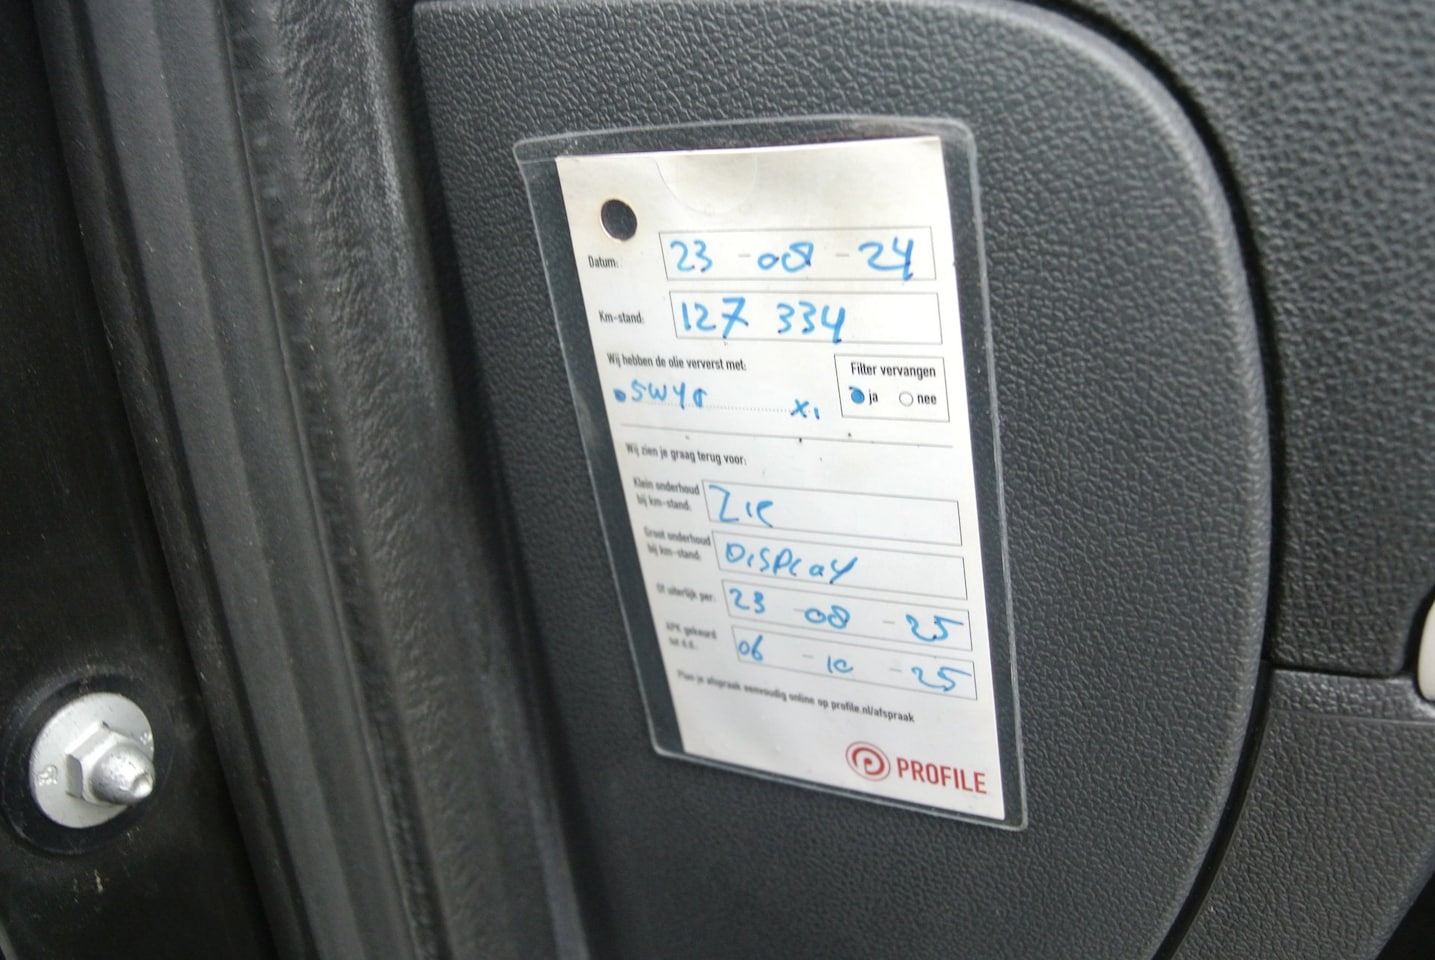 Datum: 23 - 08 - 24
Km-stand: 127 334
Wij hebben de olie ververst met:
Filter vervangen
5W40
ja nee
Wij zien je graag terug voor:
Klein onderhoud
bij km-stand: Zie
Groot onderhoud
bij km-stand: DiSPLaY
Of uiterlijk per: 23 - 08 - 25
APK gekeurd
tot d.d.: 06 - 10 - 25
Plan je afspraak eenvoudig online op profile.nl/afspraak
PROFILE